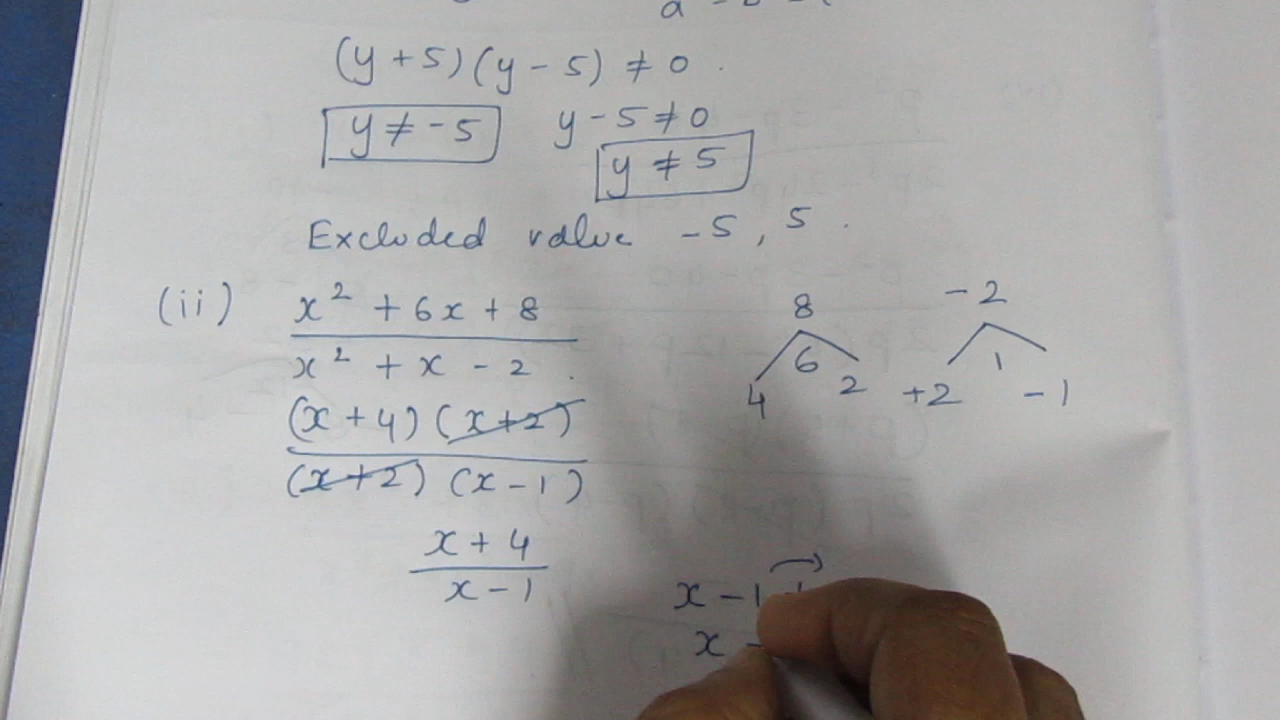 (y + 5) (y - 5) ≠ 0 .
y ≠ -5 y - 5 ≠ 0
y ≠ 5
Excluded value -5 , 5 .
(ii) x² + 6x + 8
x² + x - 2 .
(x + 4) (x+2)
(x+2) (x - 1)
x + 4
x - 1
8
6
4 2
-2
1
+2 -1
x - 1
x